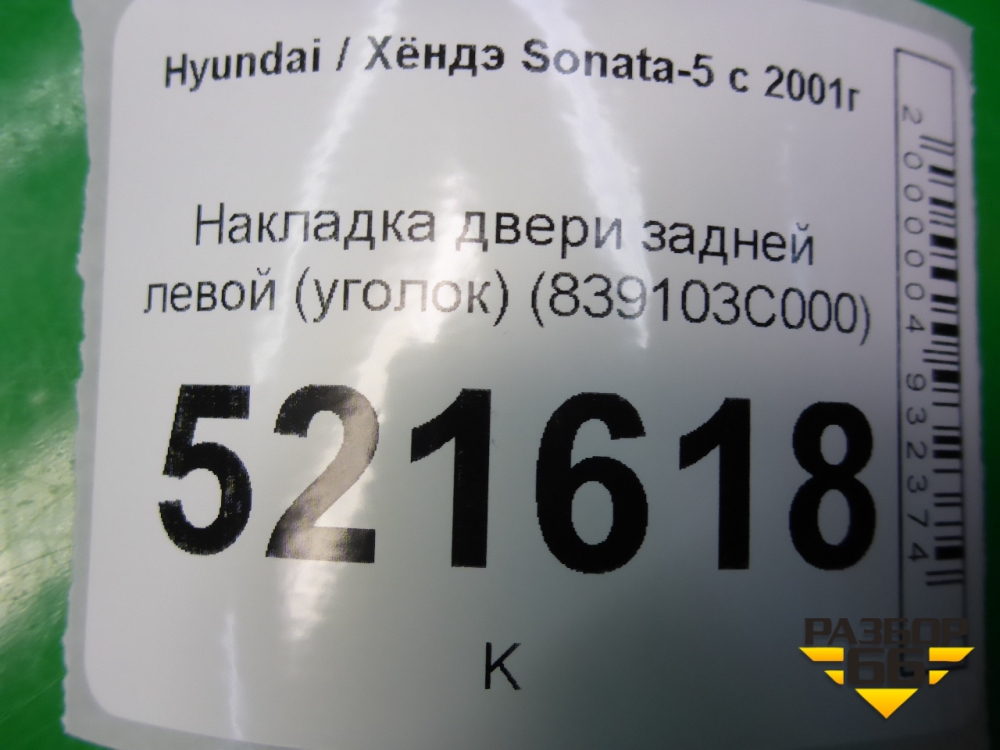 Hyundai / Хёндэ Sonata-5 с 2001г
Накладка двери задней
левой (уголок) (839103C000)
521618
К
2000004932374
РАЗБОР
66